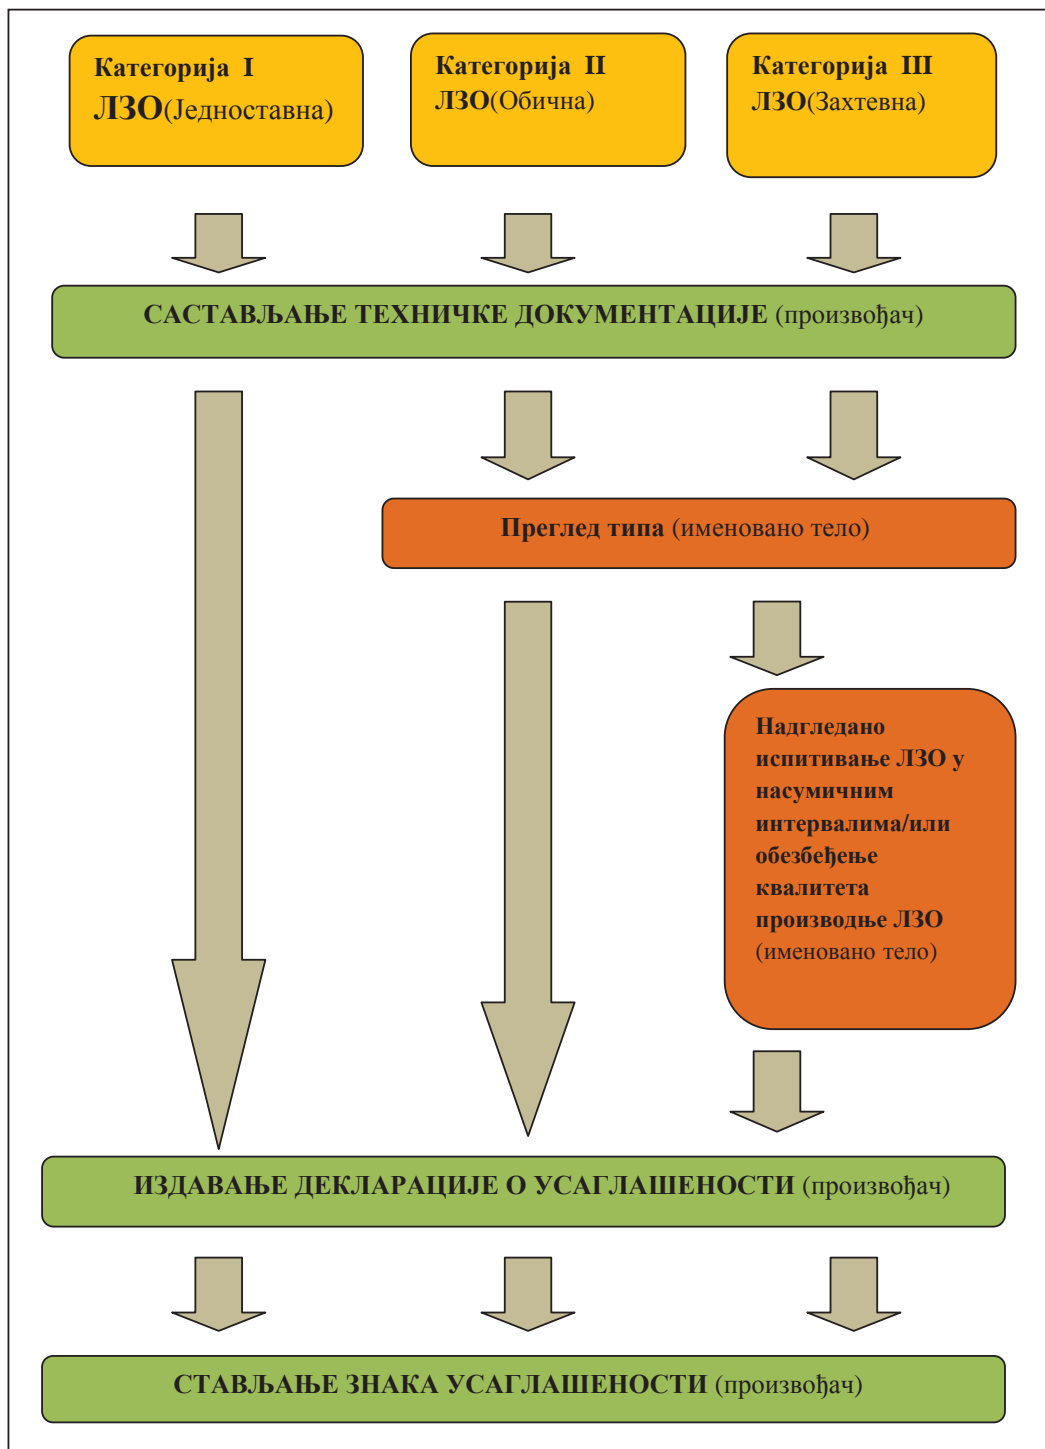 Категорија I
ЛЗО(Једноставна)
Категорија II
ЛЗО(Обична)
Категорија III
ЛЗО(Захтевна)
САСТАВЉАЊЕ ТЕХНИЧКЕ ДОКУМЕНТАЦИЈЕ (произвођач)
Преглед типа (именовано тело)
Надгледано
испитивање ЛЗО у
насумичним
интервалима/или
обезбеђење
квалитета
производње ЛЗО
(именовано тело)
ИЗДАВАЊЕ ДЕКЛАРАЦИЈЕ О УСАГЛАШЕНОСТИ (произвођач)
СТАВЉАЊЕ ЗНАКА УСАГЛАШЕНОСТИ (произвођач)